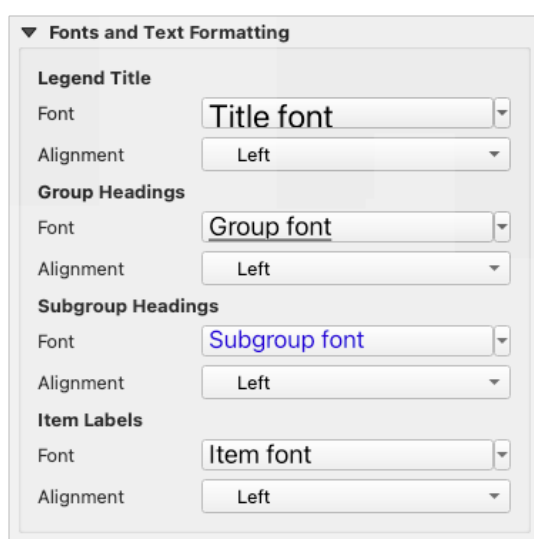 Fonts and Text Formatting
Legend Title
Font Title font
Alignment Left
Group Headings
Font Group font
Alignment Left
Subgroup Headings
Font Subgroup font
Alignment Left
Item Labels
Font Item font
Alignment Left